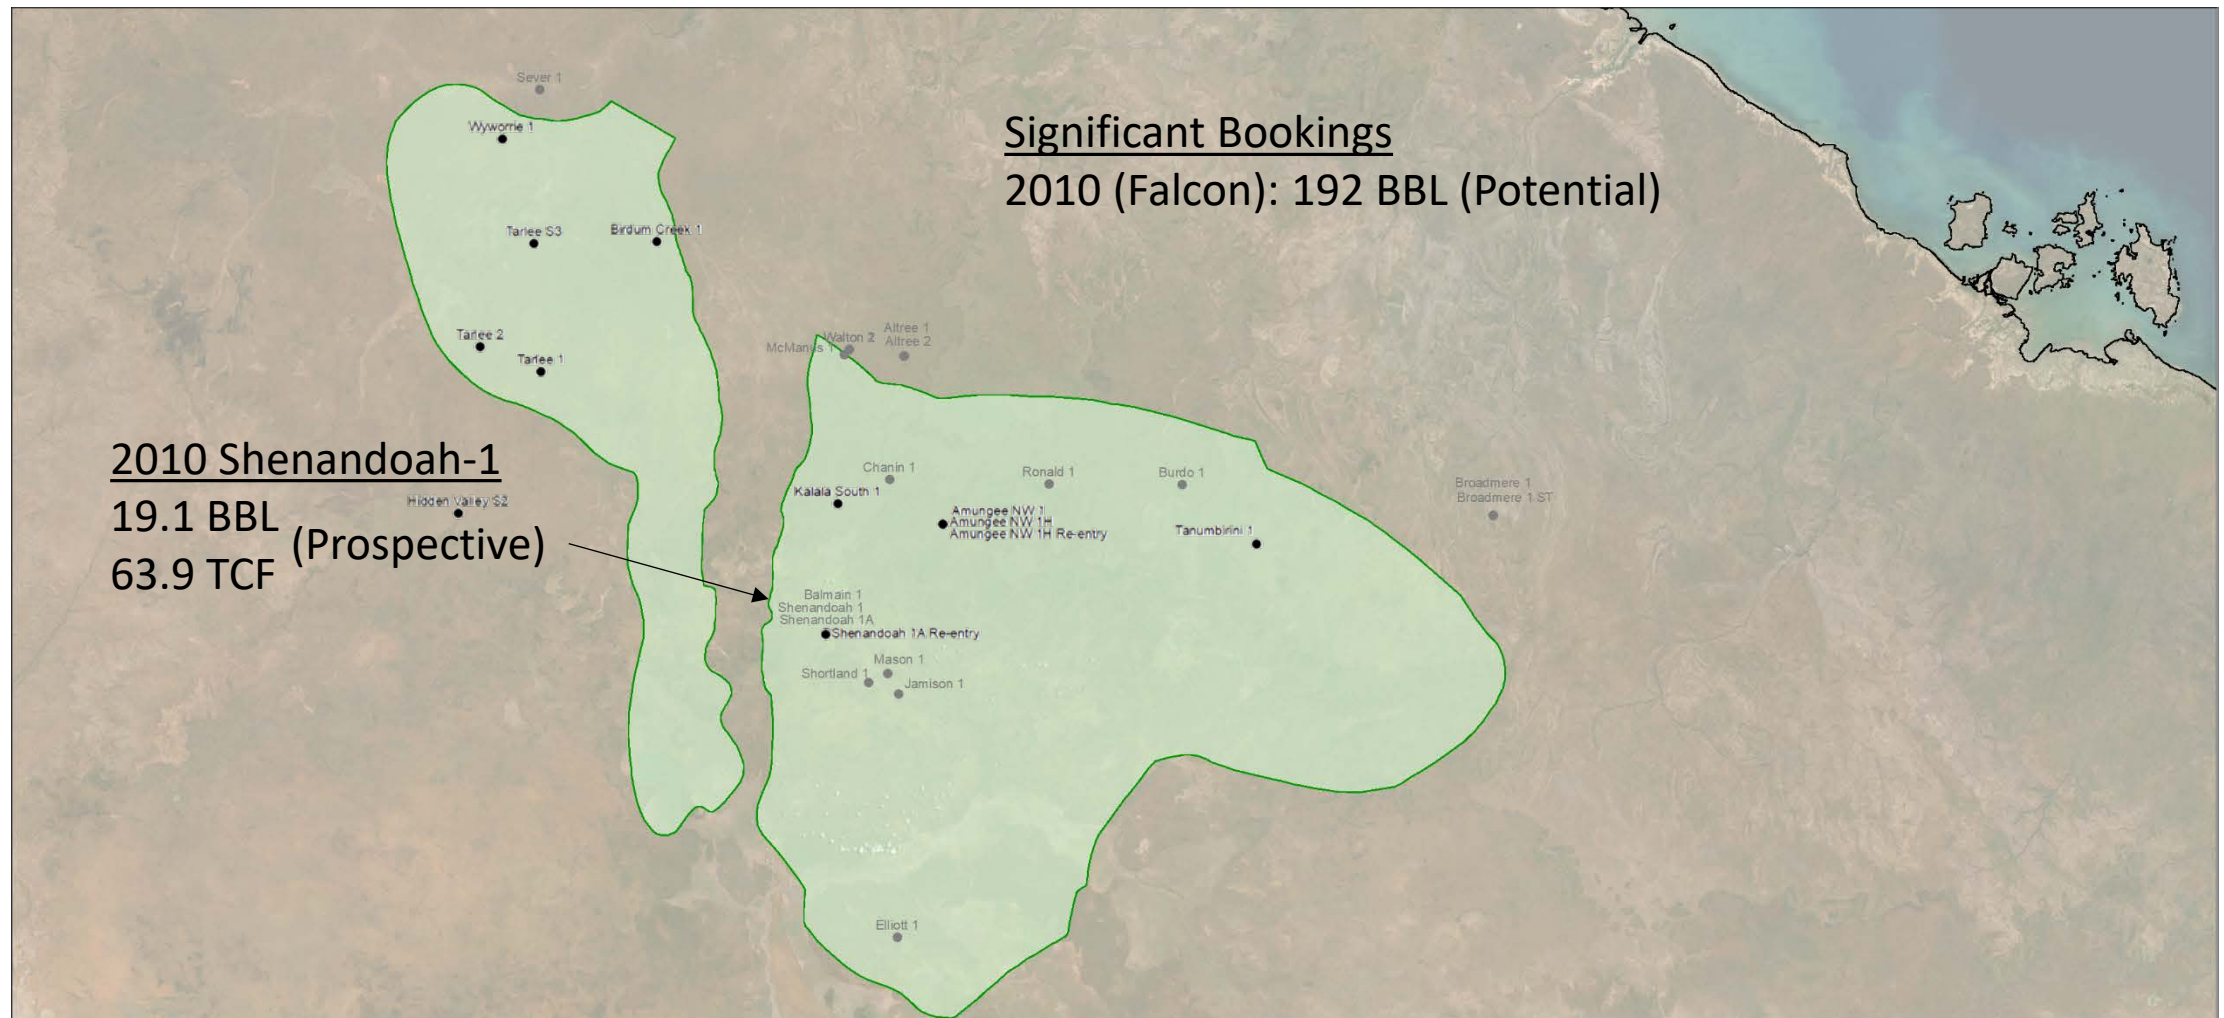 Sever 1
Wyworrie 1
Significant Bookings
2010 (Falcon): 192 BBL (Potential)
Tarlee S3
Birdum Creek 1
Tarlee 2
Tarlee 1
McManus 1
Walton 2
Altree 1
Altree 2
2010 Shenandoah-1
19.1 BBL
63.9 TCF
(Prospective)
Hidden Valley S2
Chanin 1
Kalala South 1
Ronald 1
Burdo 1
Amungee NW 1
Amungee NW 1H
Amungee NW 1H Re-entry
Tanumbirini 1
Broadmere 1
Broadmere 1 ST
Balmain 1
Shenandoah 1
Shenandoah 1A
Shenandoah 1A Re-entry
Mason 1
Shortland 1
Jamison 1
Elliott 1